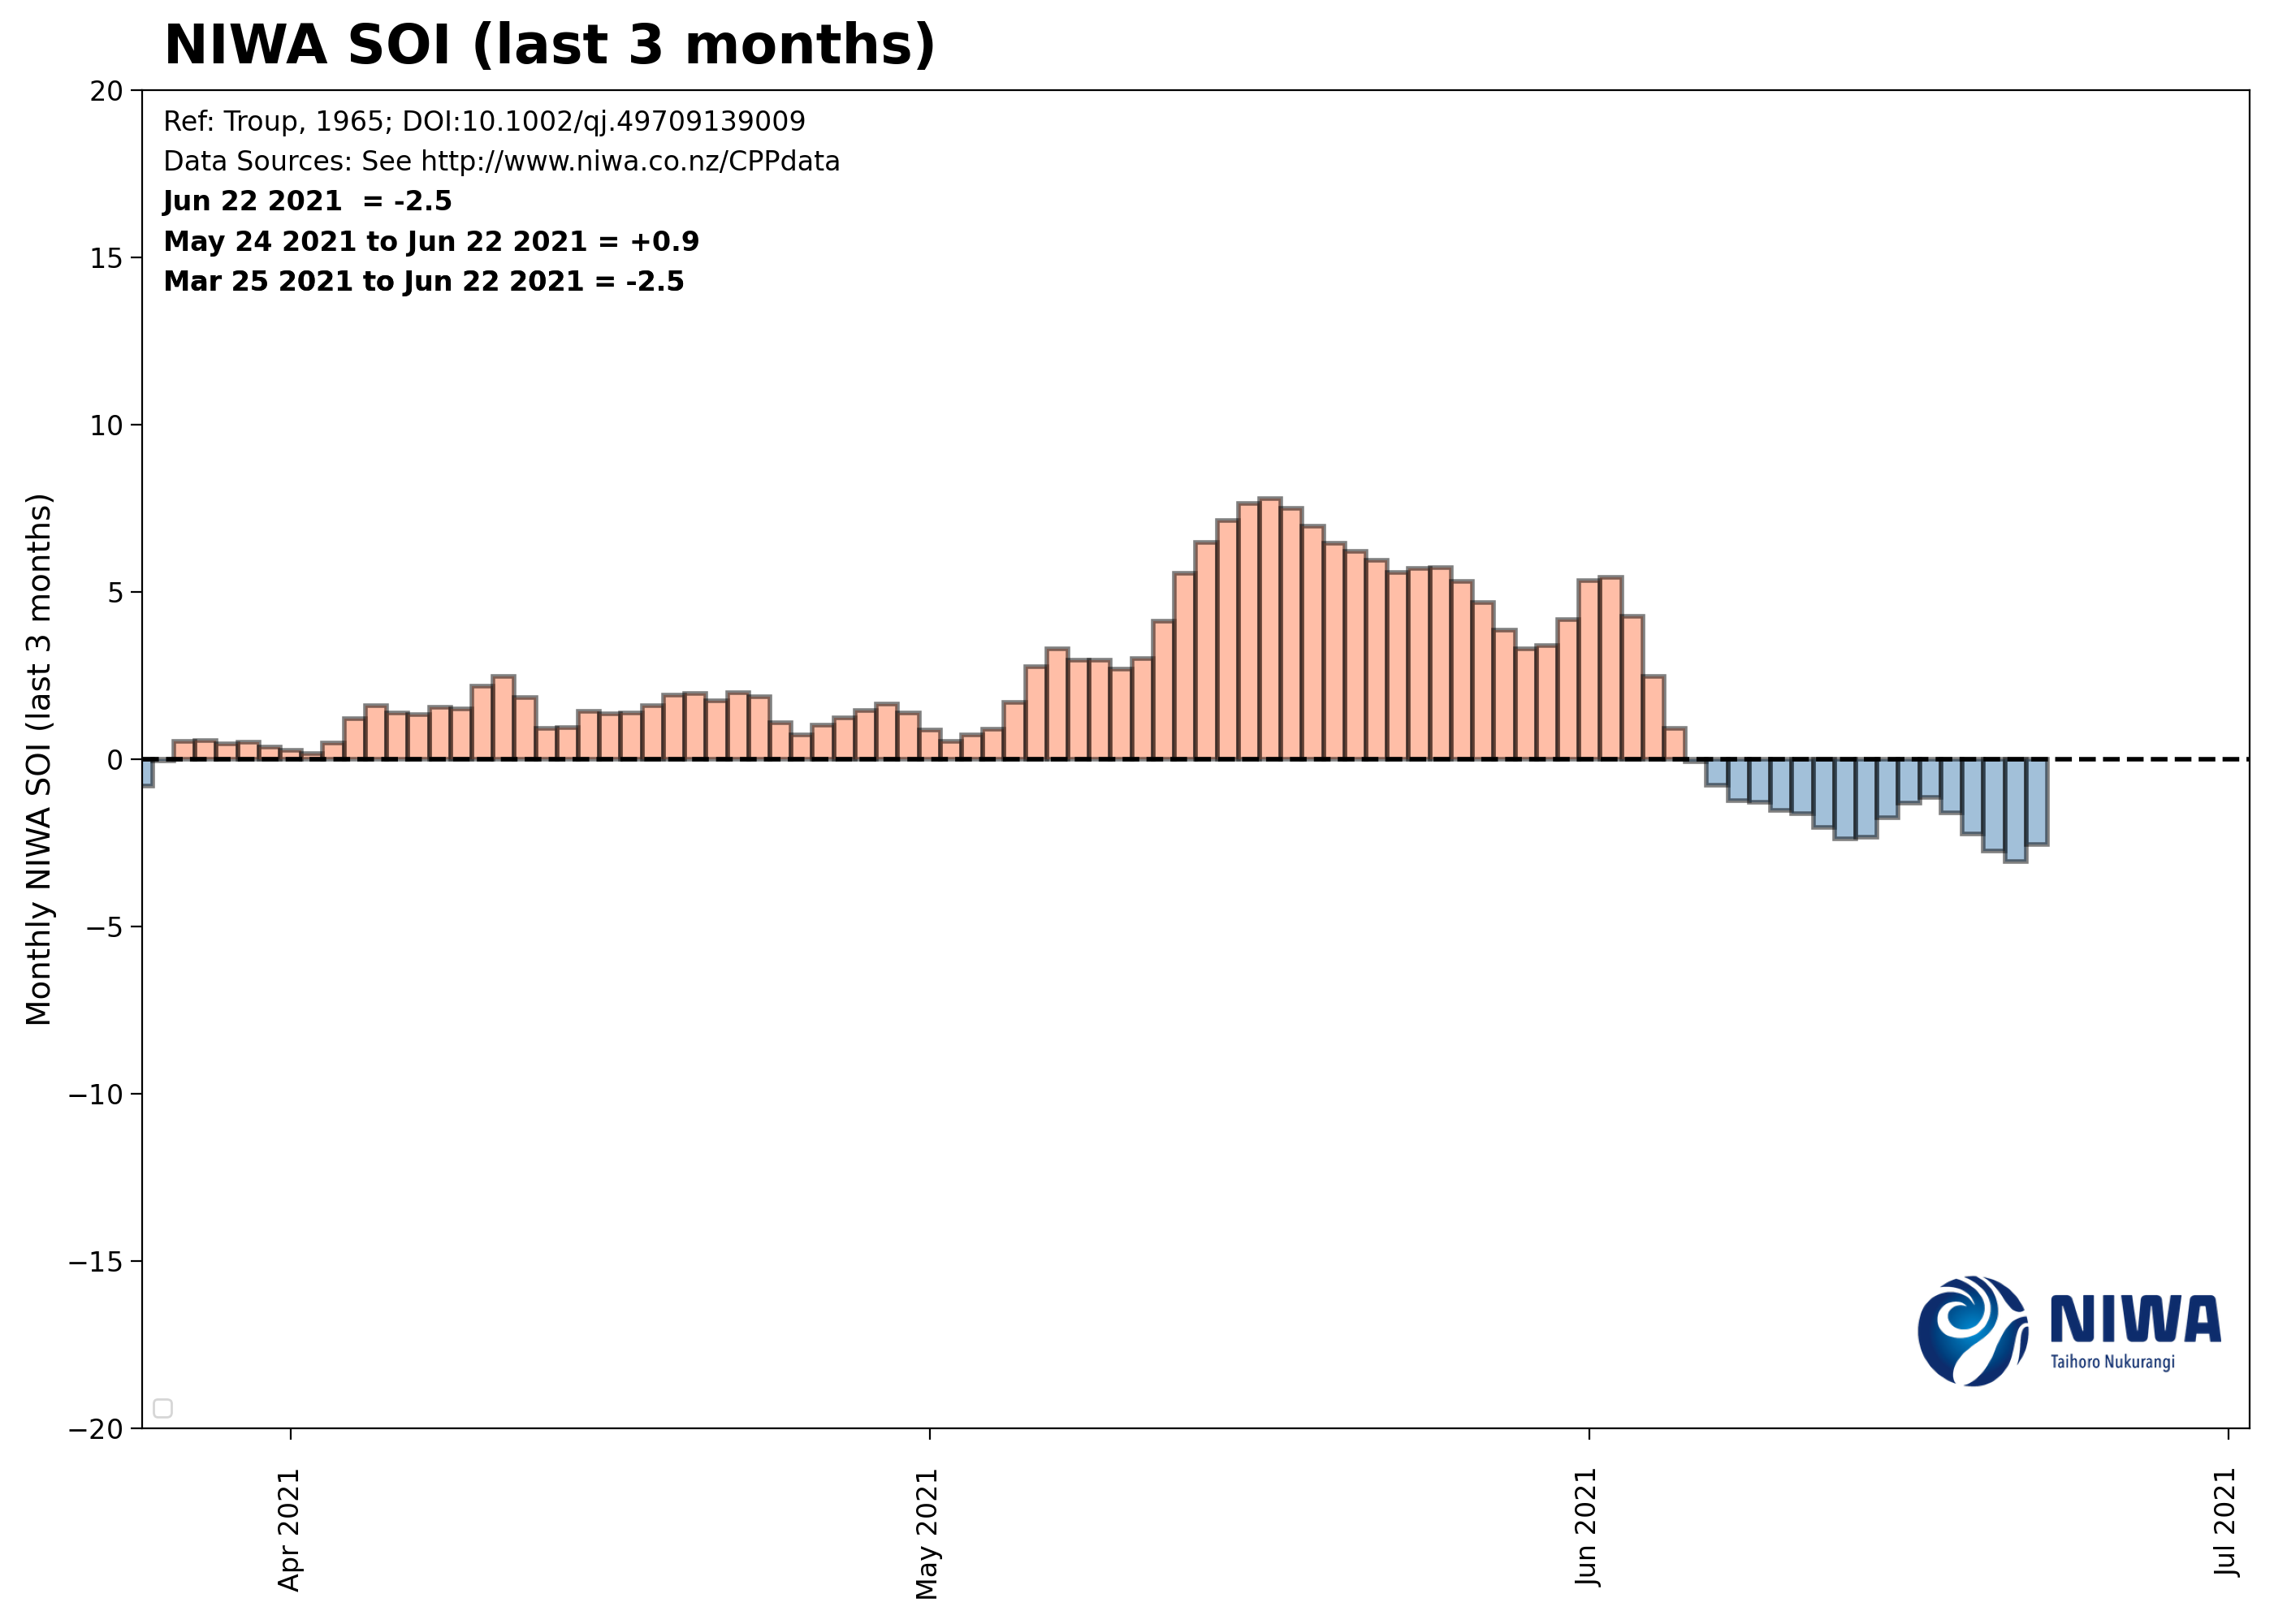 NIWA SOI (last 3 months)
Ref: Troup, 1965; DOI:10.1002/qj.49709139009
Data Sources: See http://www.niwa.co.nz/CPPdata
Jun 22 2021  = -2.5
May 24 2021 to Jun 22 2021 = +0.9
Mar 25 2021 to Jun 22 2021 = -2.5
Monthly NIWA SOI (last 3 months)
20
15
10
5
0
−5
−10
−15
−20
NIWA
Taihoro Nukurangi
Apr 2021
May 2021
Jun 2021
Jul 2021